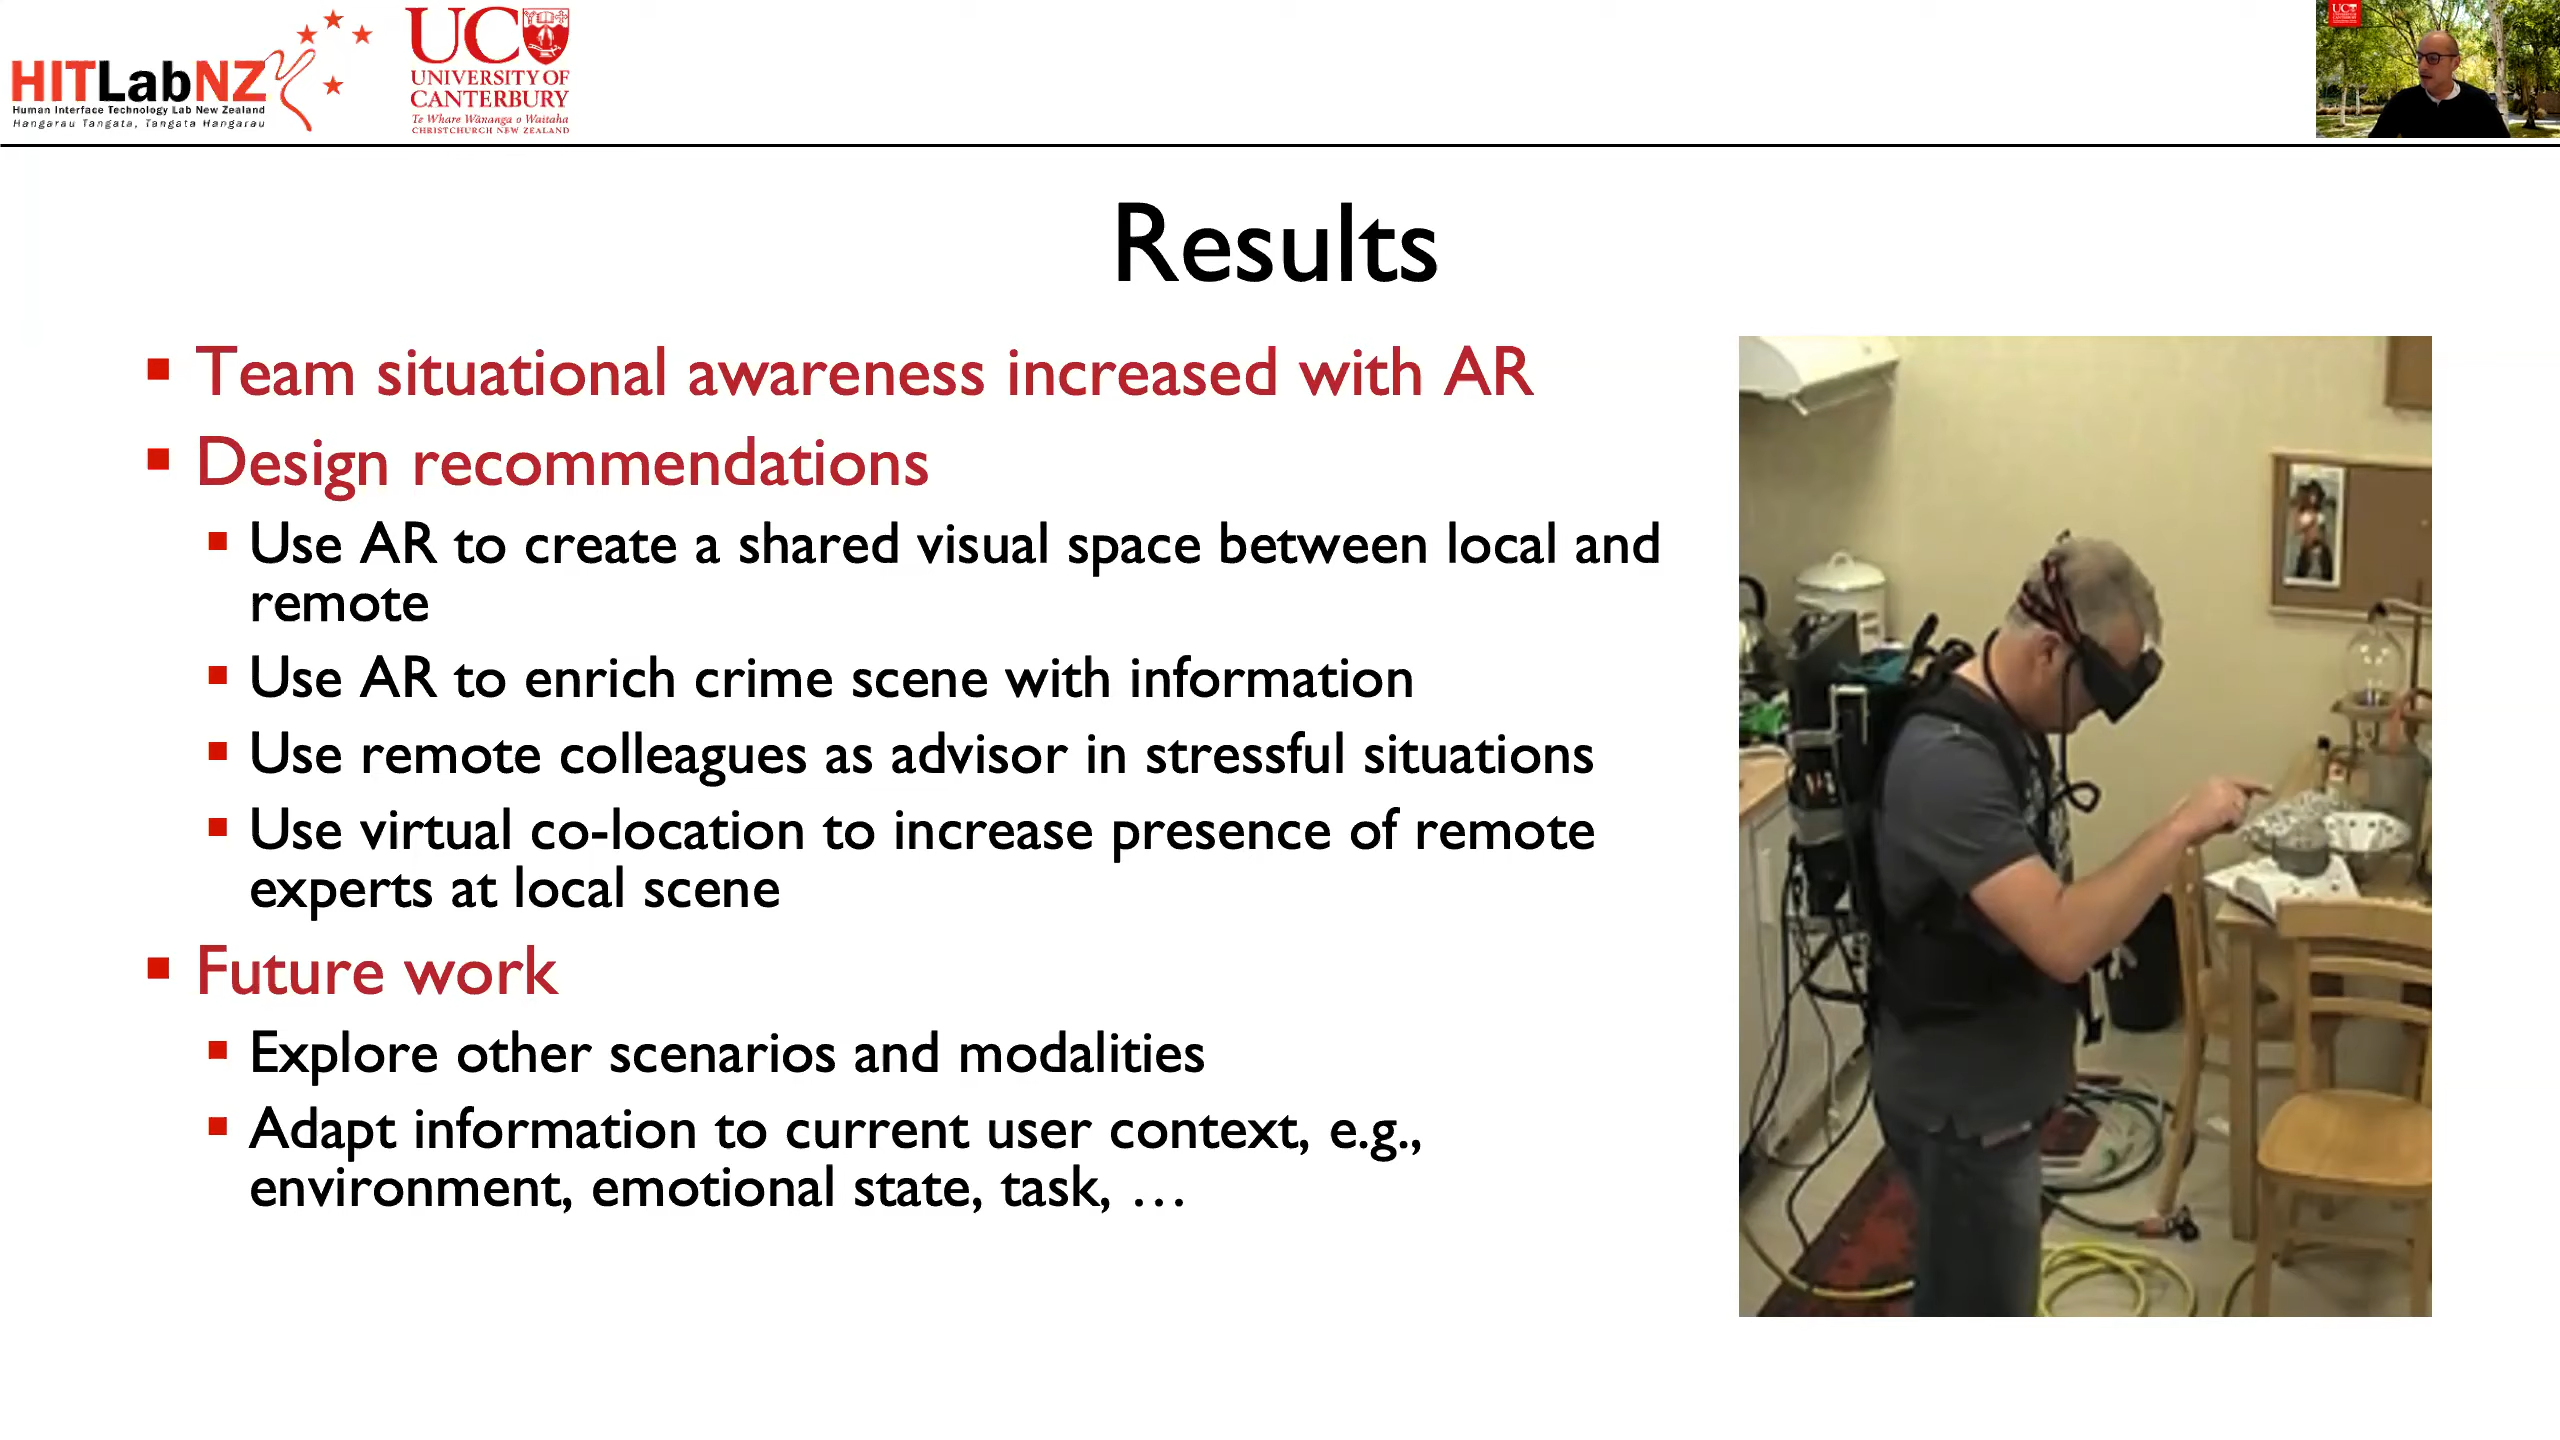 HITLabNZ
Human Interface Technology Lab New Zealand
Hangarau Tangata, Tangata Hangarau
UC
UNIVERSITY OF
CANTERBURY
Te Whare Wānanga o Waitaha
CHRISTCHURCH NEW ZEALAND
UC
Results
Team situational awareness increased with AR
Design recommendations
Use AR to create a shared visual space between local and
remote
Use AR to enrich crime scene with information
Use remote colleagues as advisor in stressful situations
Use virtual co-location to increase presence of remote
experts at local scene
Future work
Explore other scenarios and modalities
Adapt information to current user context, e.g.,
environment, emotional state, task, …